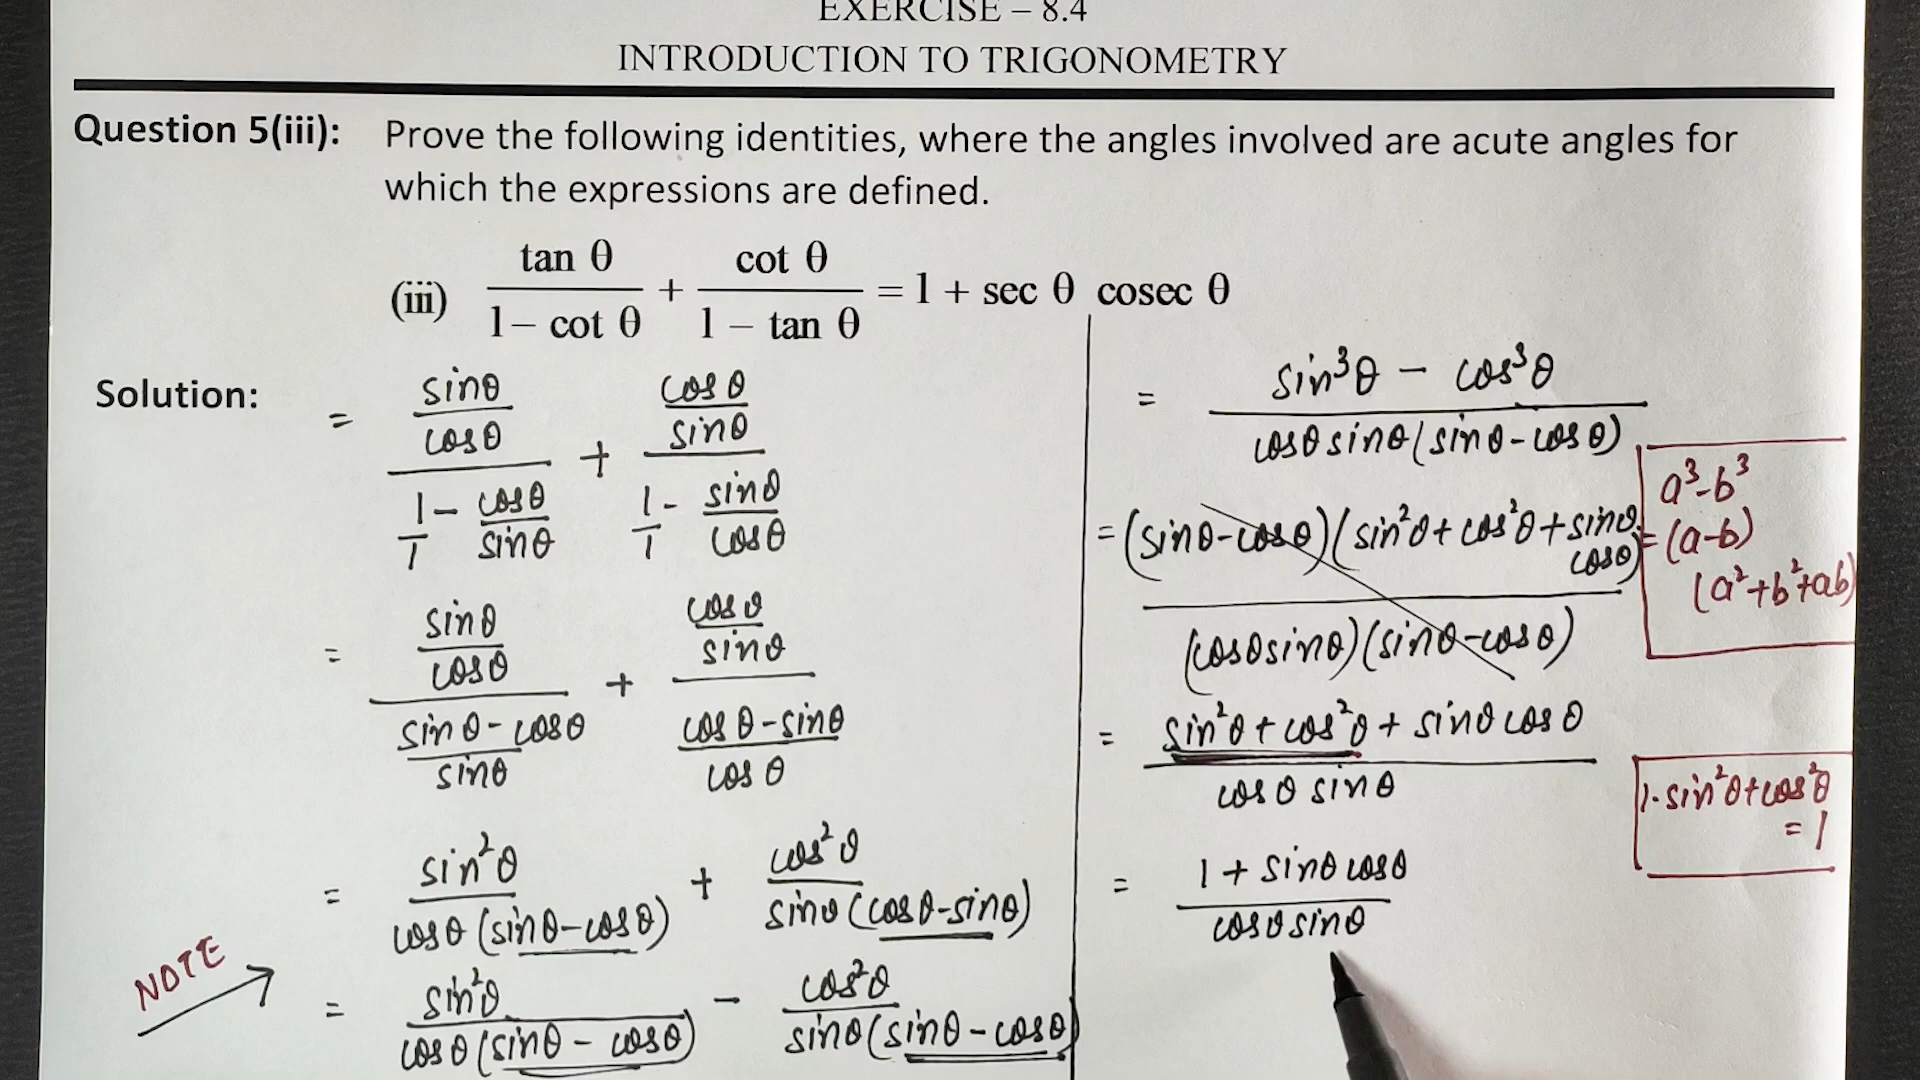 EXERCISE – 8.4
INTRODUCTION TO TRIGONOMETRY
Question 5(iii): Prove the following identities, where the angles involved are acute angles for
which the expressions are defined.
(iii) tan θ / (1 – cot θ) + cot θ / (1 – tan θ) = 1 + sec θ cosec θ
Solution:
= (sinθ/cosθ) / (1/1 - cosθ/sinθ) + (cosθ/sinθ) / (1/1 - sinθ/cosθ)
= (sinθ/cosθ) / ((sinθ - cosθ)/sinθ) + (cosθ/sinθ) / ((cosθ - sinθ)/cosθ)
= sin²θ / cosθ(sinθ - cosθ) + cos²θ / sinθ(cosθ - sinθ)
NOTE
= sin²θ / cosθ(sinθ - cosθ) - cos²θ / sinθ(sinθ - cosθ)
= (sin³θ - cos³θ) / cosθ sinθ(sinθ - cosθ)
= (sinθ - cosθ)(sin²θ + cos²θ + sinθ.cosθ) / (cosθ sinθ)(sinθ - cosθ)
= (sin²θ + cos²θ + sinθ cosθ) / cosθ sinθ
= (1 + sinθ cosθ) / cosθ sinθ
a³-b³
= (a-b)
(a²+b²+ab)
1. sin²θ+cos²θ
= 1